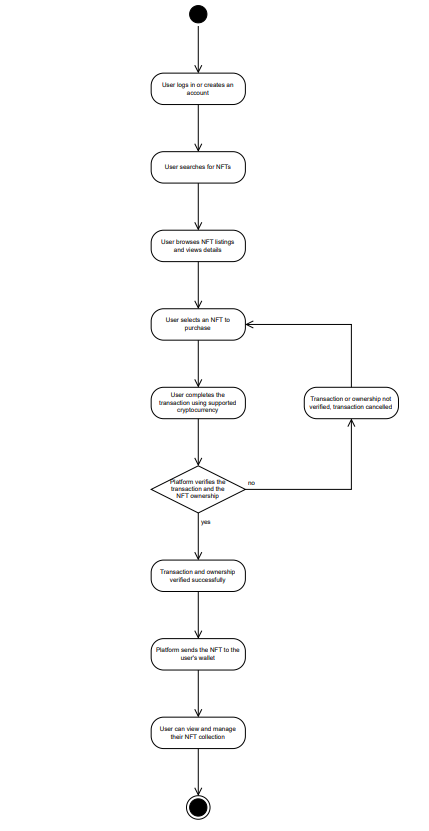 User logs in or creates an
account
User searches for NFTs
User browses NFT listings
and views details
User selects an NFT to
purchase
User completes the
transaction using supported
cryptocurrency
Transaction or ownership not
verified, transaction cancelled
Platform verifies the
transaction and the
NFT ownership
no
yes
Transaction and ownership
verified successfully
Platform sends the NFT to the
user's wallet
User can view and manage
their NFT collection